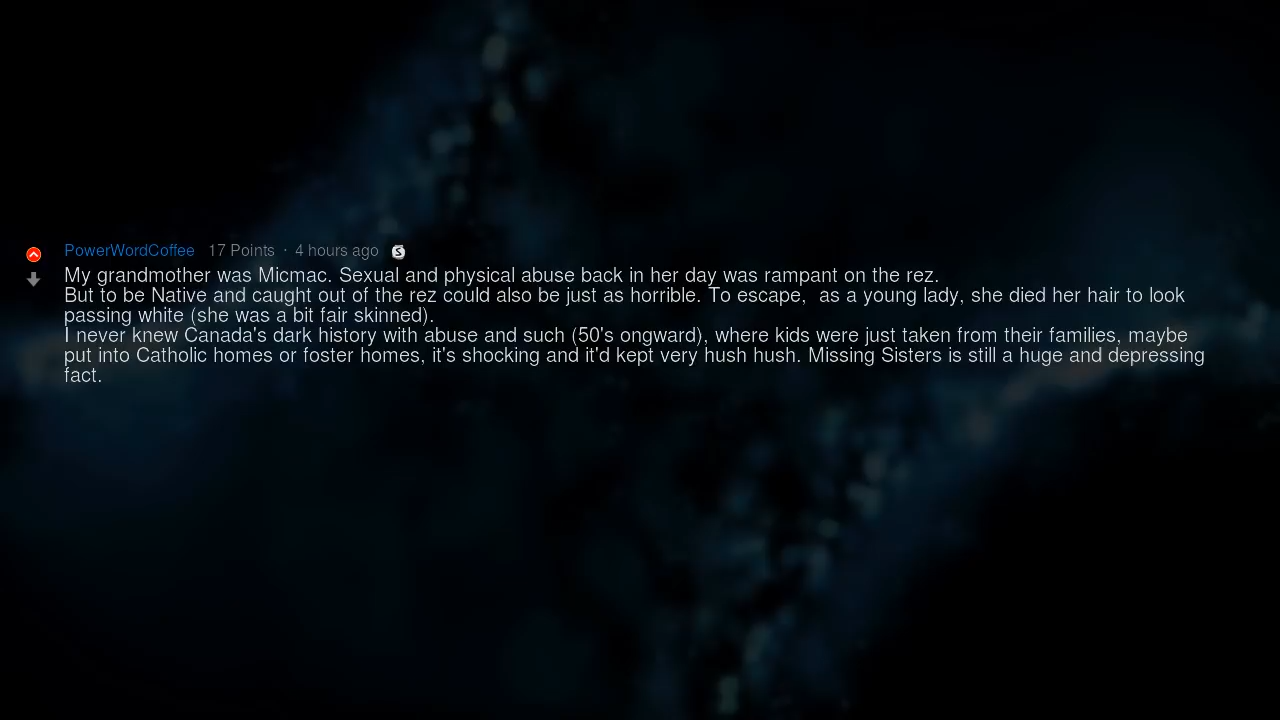 PowerWordCoffee 17 Points · 4 hours ago S
My grandmother was Micmac. Sexual and physical abuse back in her day was rampant on the rez.
But to be Native and caught out of the rez could also be just as horrible. To escape,  as a young lady, she died her hair to look
passing white (she was a bit fair skinned).
I never knew Canada's dark history with abuse and such (50's ongward), where kids were just taken from their families, maybe
put into Catholic homes or foster homes, it's shocking and it'd kept very hush hush. Missing Sisters is still a huge and depressing
fact.